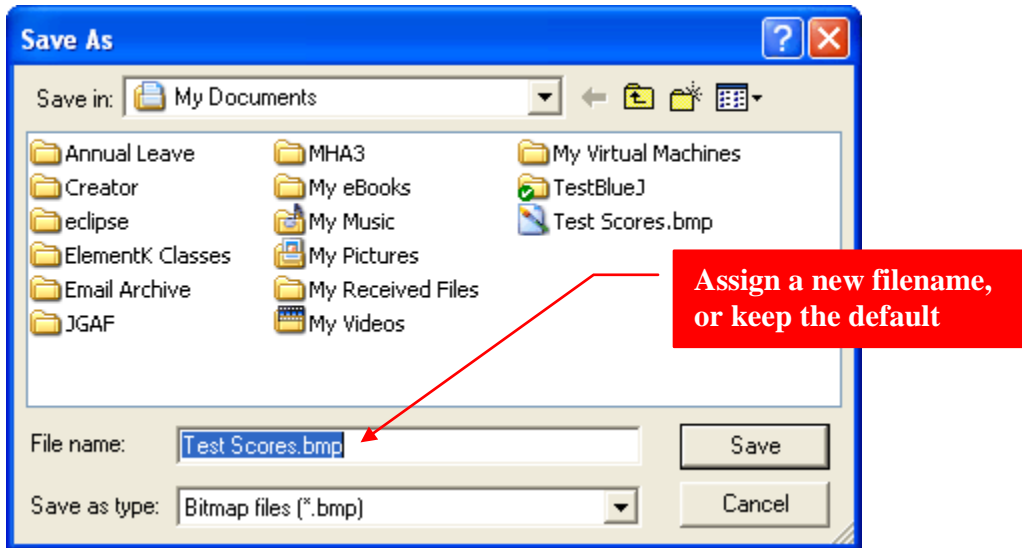 Save As
Save in: My Documents
Annual Leave MHA3 My Virtual Machines
Creator My eBooks TestBlueJ
eclipse My Music Test Scores.bmp
ElementK Classes My Pictures
Email Archive My Received Files
JGAF My Videos
Assign a new filename,
or keep the default
File name: Test Scores.bmp Save
Save as type: Bitmap files (*.bmp) Cancel